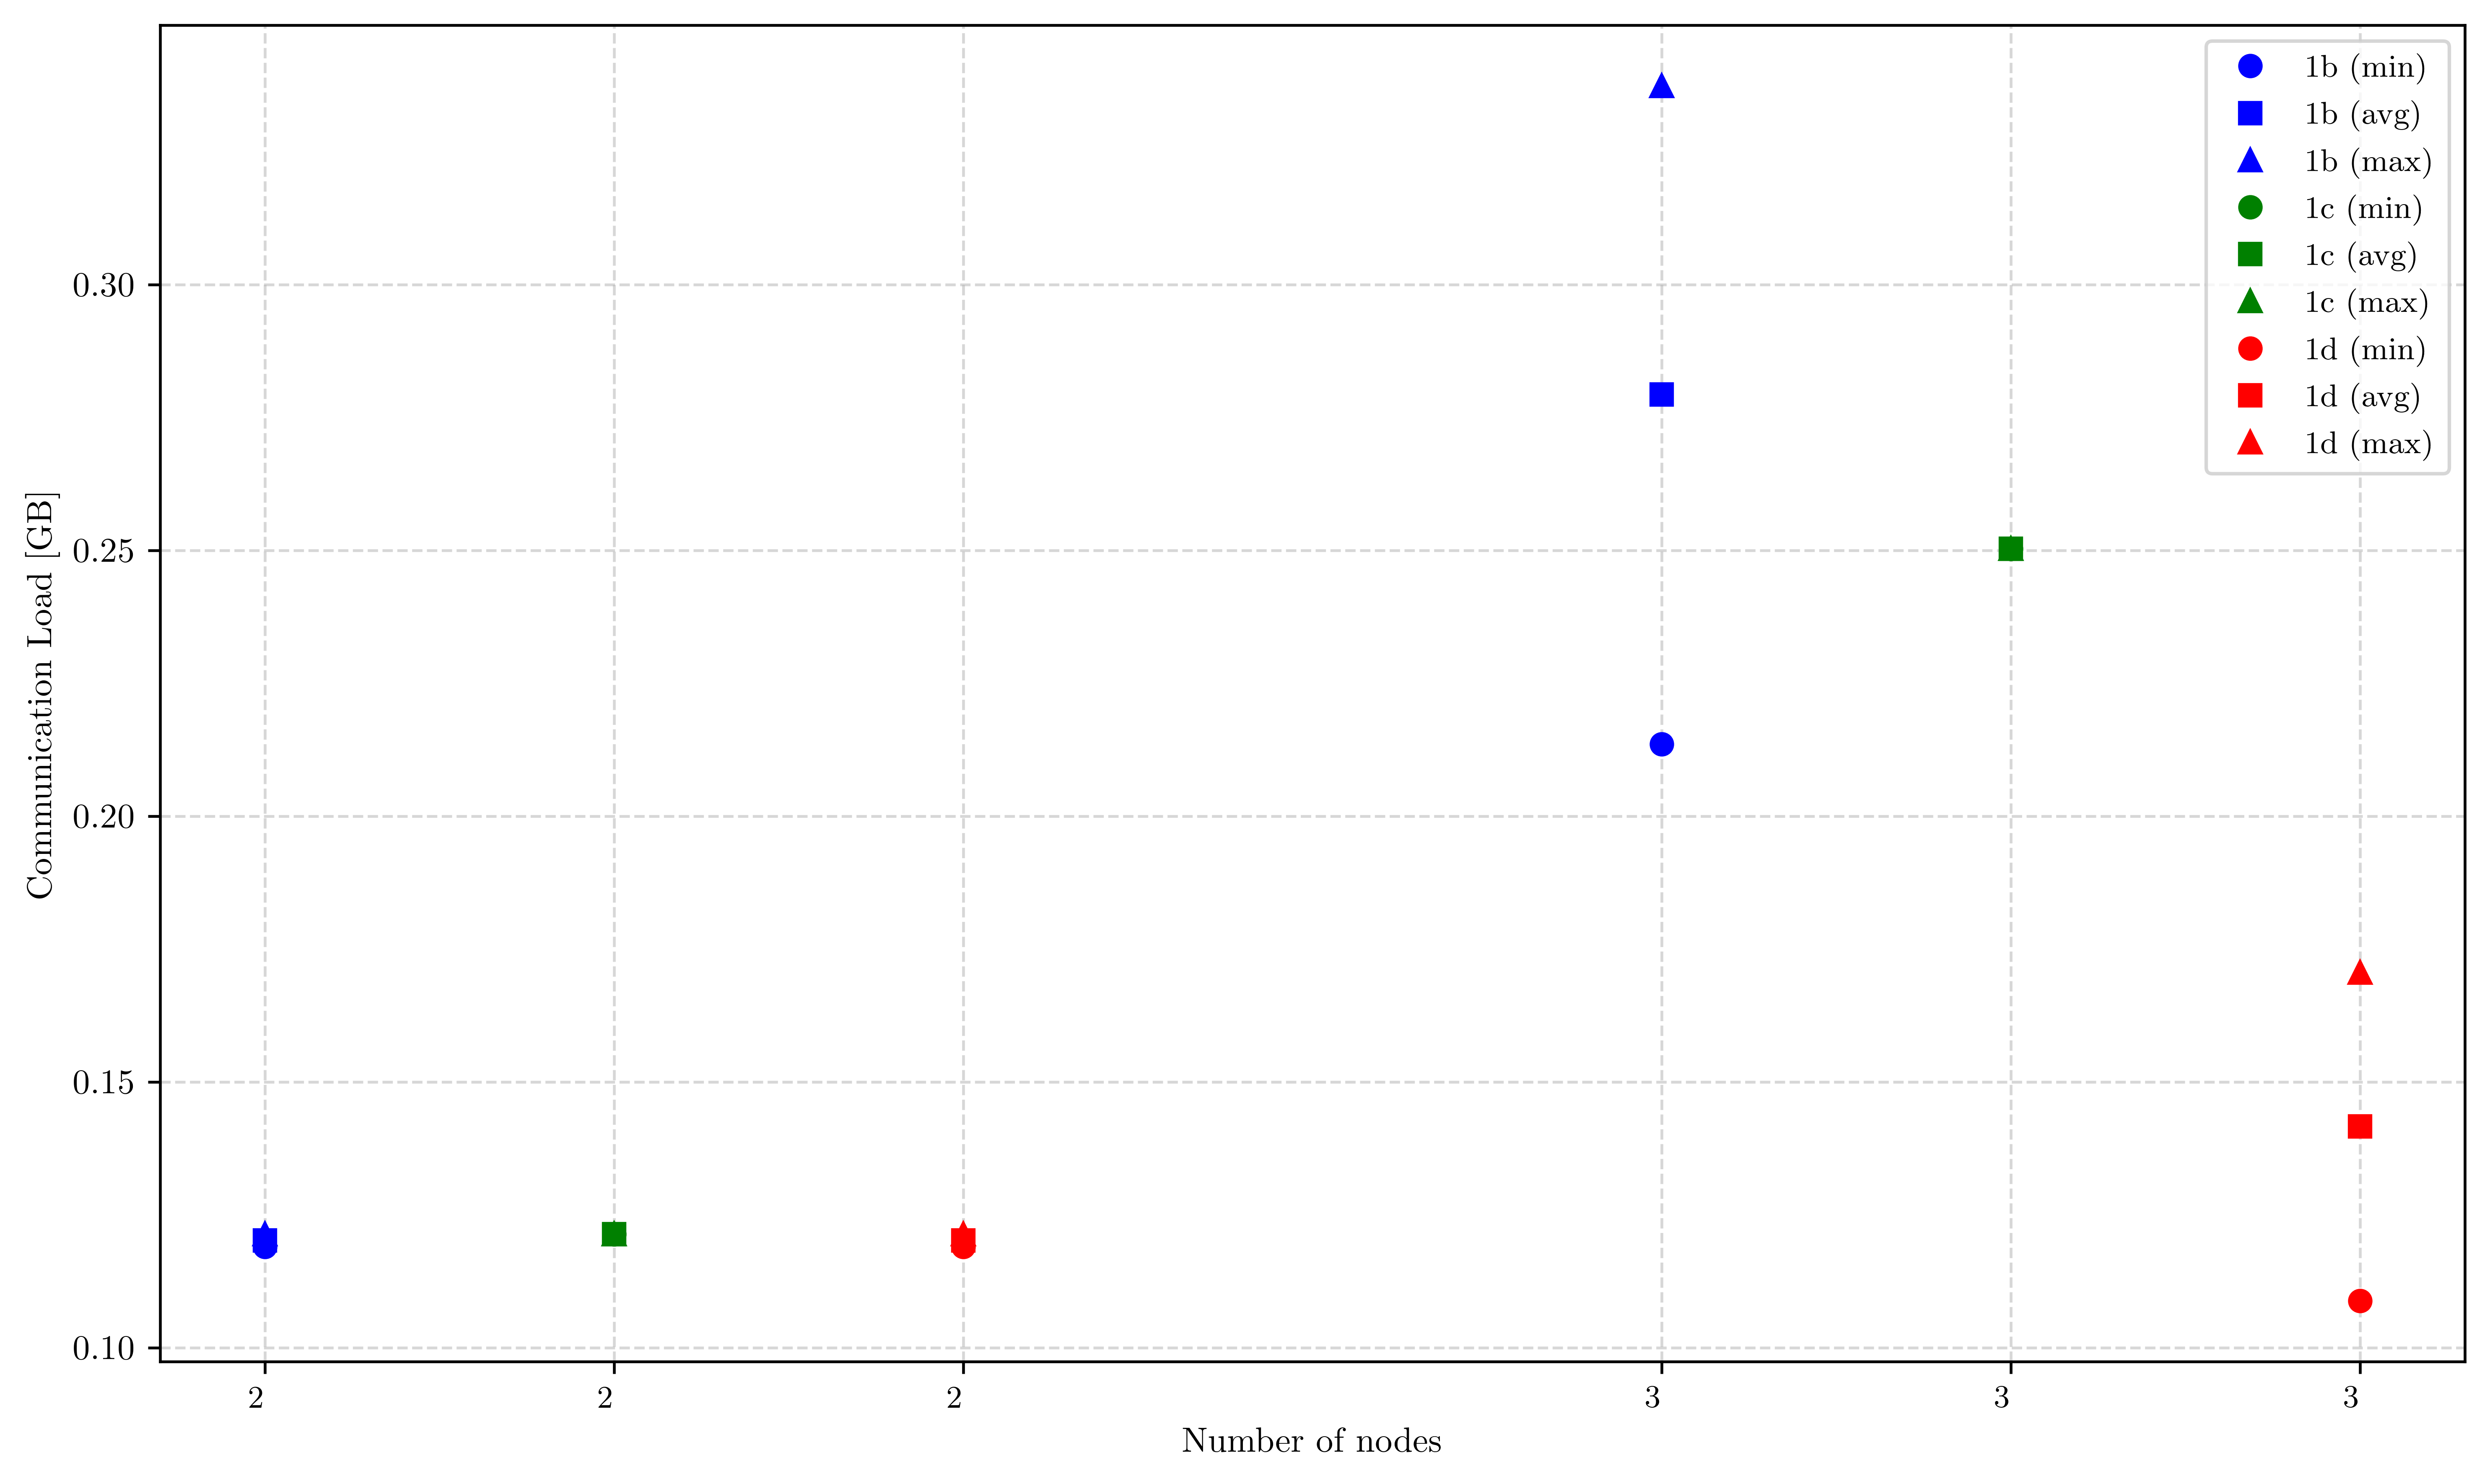 1b (min)
1b (avg)
1b (max)
1c (min)
1c (avg)
1c (max)
1d (min)
1d (avg)
1d (max)
Communication Load [GB]
0.30
0.25
0.20
0.15
0.10
2 2 2 3 3 3
Number of nodes